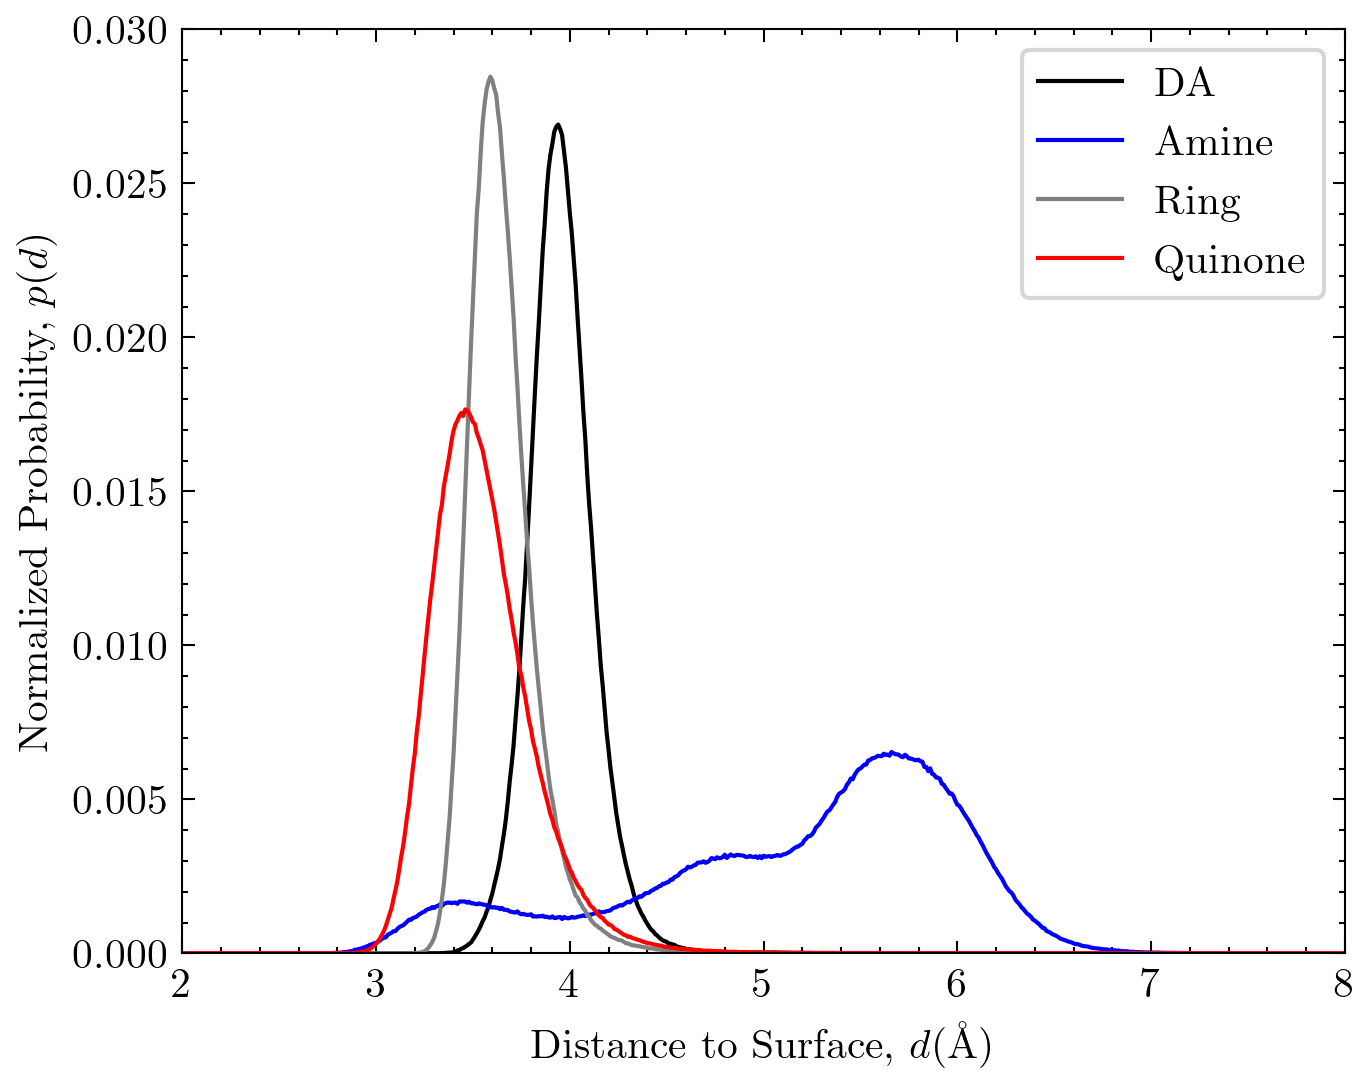 0.030
0.025
0.020
0.015
0.010
0.005
0.000
Normalized Probability, p(d)
2 3 4 5 6 7 8
Distance to Surface, d(Å)
DA
Amine
Ring
Quinone